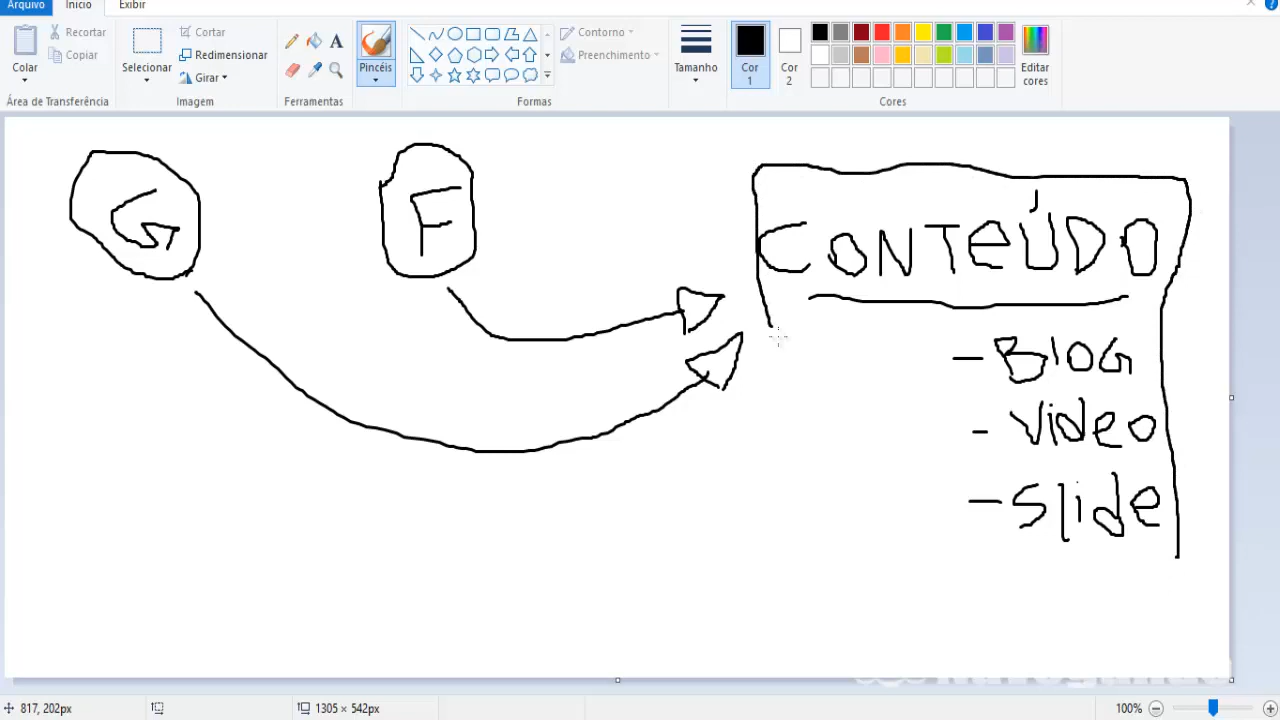 Arquivo Início Exibir
Colar
Recortar
Copiar
Área de Transferência
Selecionar
Cortar
Redimensionar
Girar
Imagem
A
Ferramentas
Pincéis
Contorno
Preenchimento
Formas
Tamanho
Cor
1
Cor
2
Editar
cores
Cores
G
F
CONTEÚDO
- BLOG
- Video
- Slide
817, 202px
1305 × 542px
100%